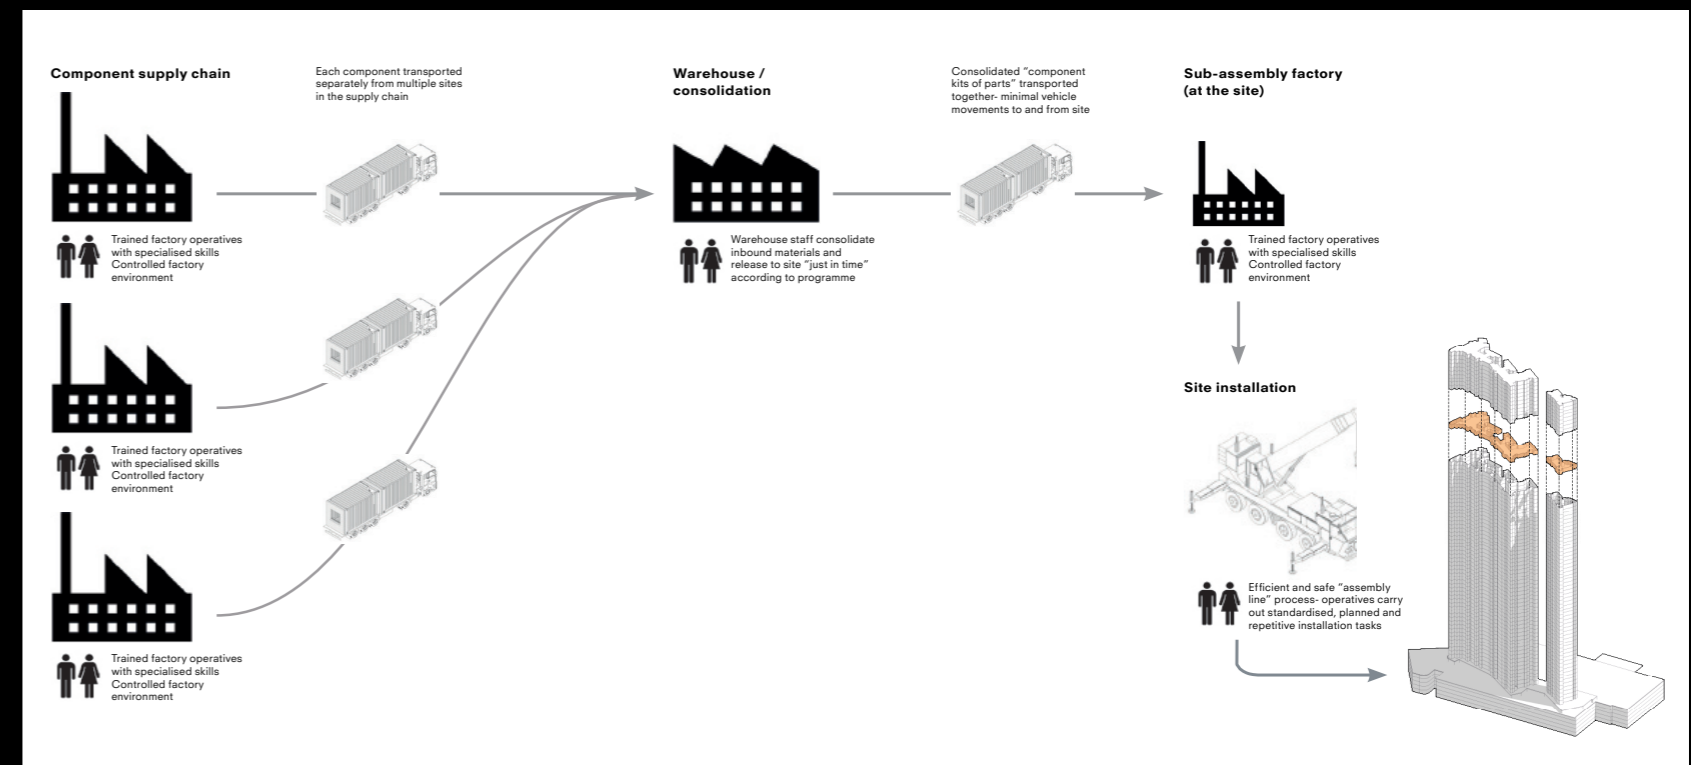 Component supply chain
Each component transported
separately from multiple sites
in the supply chain
Warehouse /
consolidation
Consolidated “component
kits of parts” transported
together- minimal vehicle
movements to and from site
Sub-assembly factory
(at the site)
Trained factory operatives
with specialised skills
Controlled factory
environment
Warehouse staff consolidate
inbound materials and
release to site “just in time”
according to programme
Trained factory operatives
with specialised skills
Controlled factory
environment
Site installation
Trained factory operatives
with specialised skills
Controlled factory
environment
Efficient and safe “assembly
line” process- operatives carry
out standardised, planned and
repetitive installation tasks
Trained factory operatives
with specialised skills
Controlled factory
environment